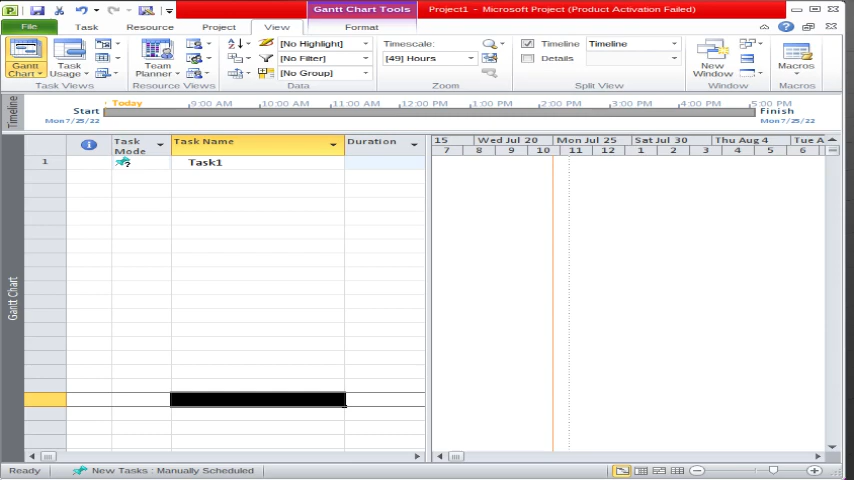 P
Gantt Chart Tools
Project1 - Microsoft Project (Product Activation Failed)
File Task Resource Project View Format
Gantt Chart
Task Usage
Task Views
Team Planner
Resource Views
[No Highlight]
[No Filter]
[No Group]
Data
Timescale:
[49] Hours
Zoom
Timeline Timeline
Details
Split View
New Window
Window
Macros
Macros
Timeline
Start
Mon 7/25/22
Today 9:00 AM 10:00 AM 11:00 AM 12:00 PM 1:00 PM 2:00 PM 3:00 PM 4:00 PM 5:00 PM
Finish
Mon 7/25/22
Task Mode Task Name Duration
15 Wed Jul 20 Mon Jul 25 Sat Jul 30 Thu Aug 4 Tue A
7 8 9 10 11 12 1 2 3 4 5 6
1 Task1
Gantt Chart
Ready New Tasks : Manually Scheduled